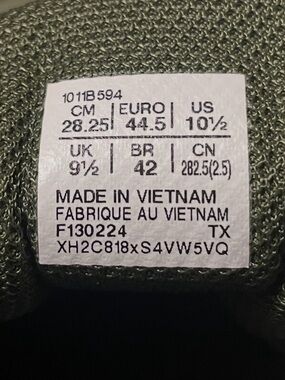 1011B594
CM | EURO | US
28.25 | 44.5 | 10½
UK | BR | CN
9½ | 42 | 282.5(2.5)
MADE IN VIETNAM
FABRIQUE AU VIETNAM
F130224 TX
XH2C818xS4VW5VQ